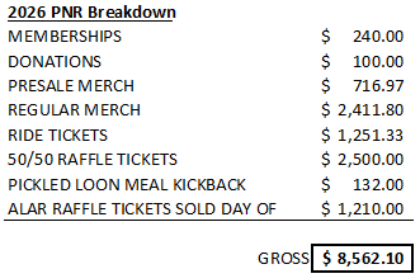 2026 PNR Breakdown
MEMBERSHIPS $ 240.00
DONATIONS $ 100.00
PRESALE MERCH $ 716.97
REGULAR MERCH $ 2,411.80
RIDE TICKETS $ 1,251.33
50/50 RAFFLE TICKETS $ 2,500.00
PICKLED LOON MEAL KICKBACK $ 132.00
ALAR RAFFLE TICKETS SOLD DAY OF $ 1,210.00
GROSS $ 8,562.10